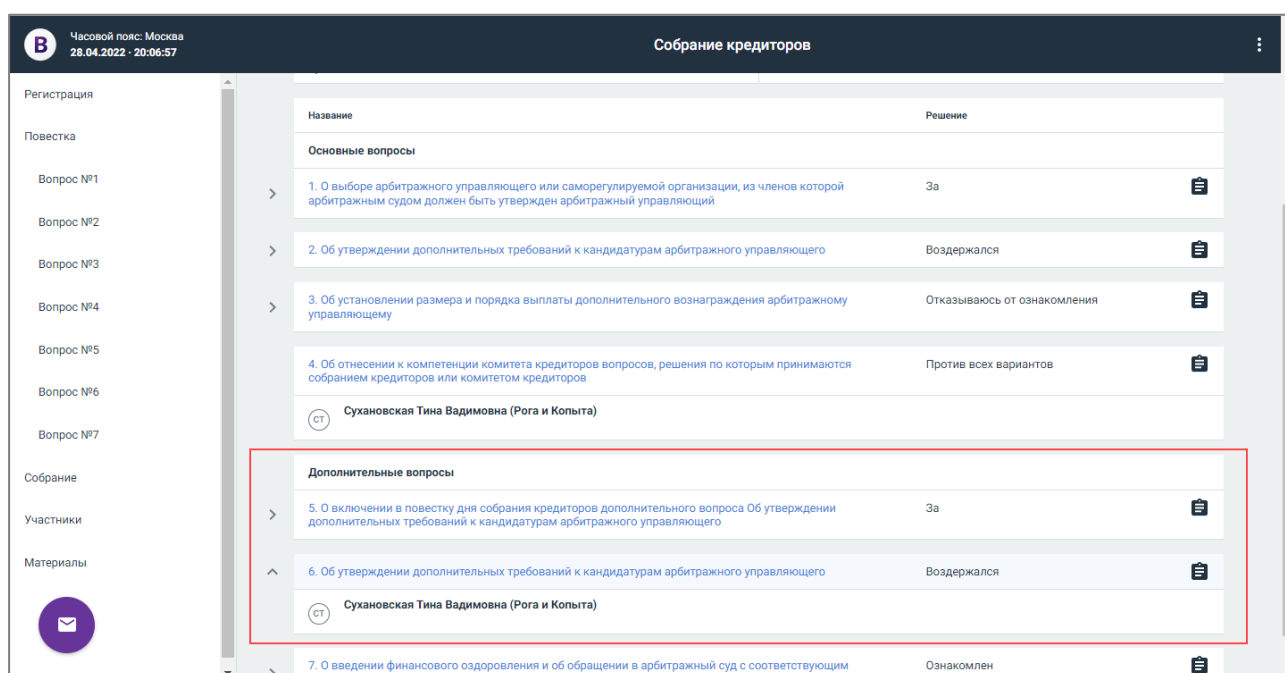 В
Часовой пояс: Москва
28.04.2022 · 20:06:57
Собрание кредиторов
Регистрация
Повестка
Вопрос №1
Вопрос №2
Вопрос №3
Вопрос №4
Вопрос №5
Вопрос №6
Вопрос №7
Собрание
Участники
Материалы
Название
Решение
Основные вопросы
1. О выборе арбитражного управляющего или саморегулируемой организации, из членов которой
арбитражным судом должен быть утвержден арбитражный управляющий
За
2. Об утверждении дополнительных требований к кандидатурам арбитражного управляющего
Воздержался
3. Об установлении размера и порядка выплаты дополнительного вознаграждения арбитражному
управляющему
Отказываюсь от ознакомления
4. Об отнесении к компетенции комитета кредиторов вопросов, решения по которым принимаются
собранием кредиторов или комитетом кредиторов
Против всех вариантов
СТ
Сухановская Тина Вадимовна (Рога и Копыта)
Дополнительные вопросы
5. О включении в повестку дня собрания кредиторов дополнительного вопроса Об утверждении
дополнительных требований к кандидатурам арбитражного управляющего
За
6. Об утверждении дополнительных требований к кандидатурам арбитражного управляющего
Воздержался
СТ
Сухановская Тина Вадимовна (Рога и Копыта)
7. О введении финансового оздоровления и об обращении в арбитражный суд с соответствующим
Ознакомлен